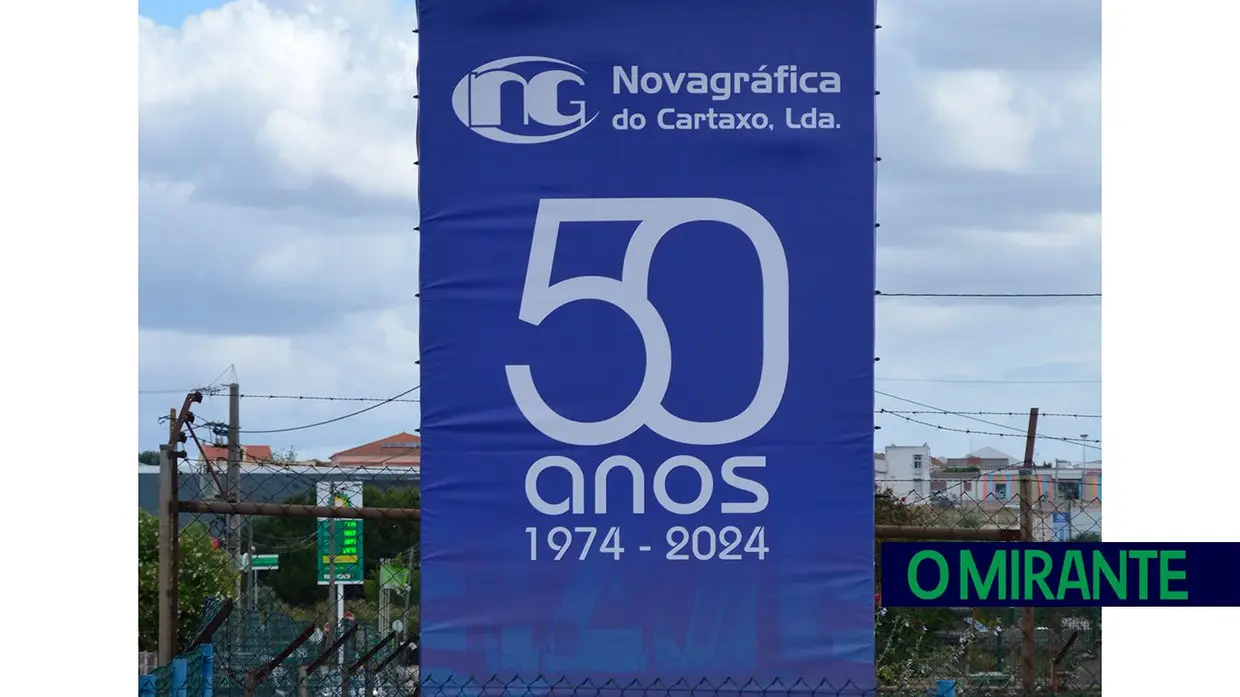 nG
Novagráfica
do Cartaxo, Lda.
50
anos
1974 - 2024
O MIRANTE